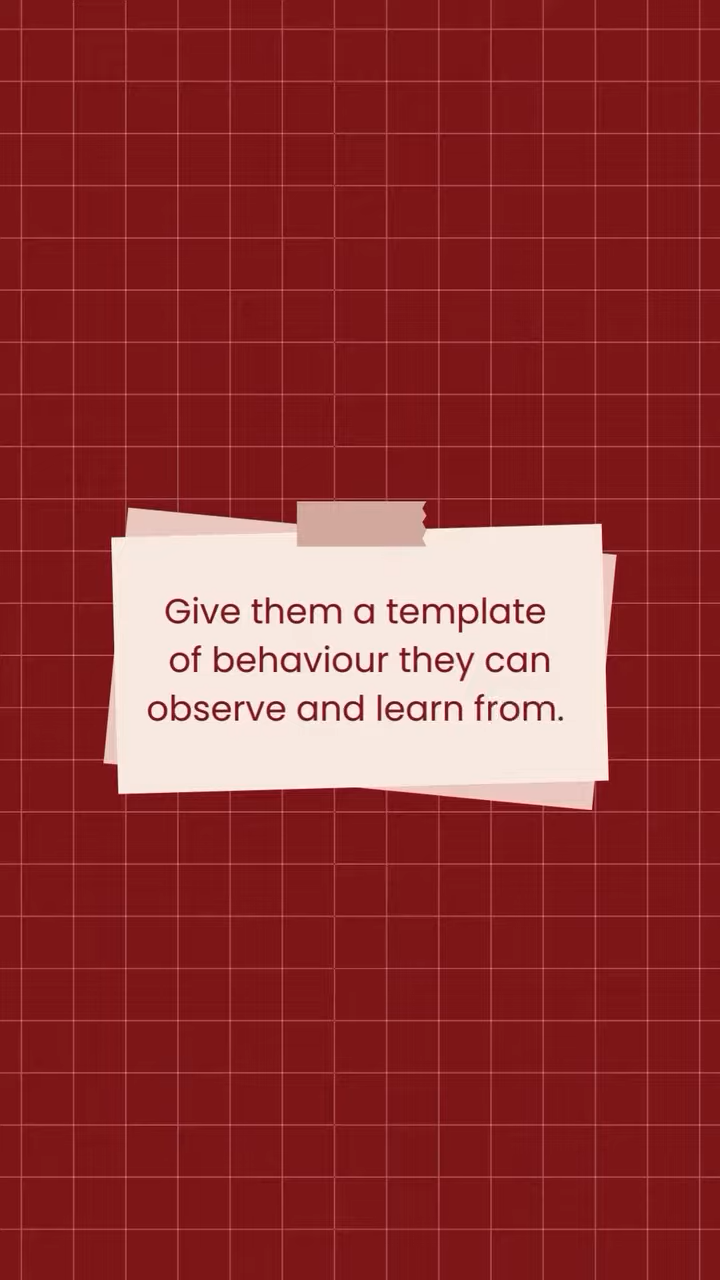 Give them a template
of behaviour they can
observe and learn from.